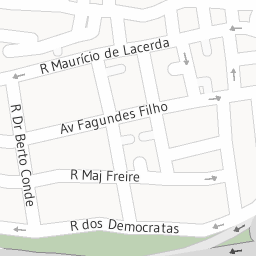 R Maurício de Lacerda
Av Fagundes Filho
R Dr Berto Conde
R Maj Freire
R dos Democratas